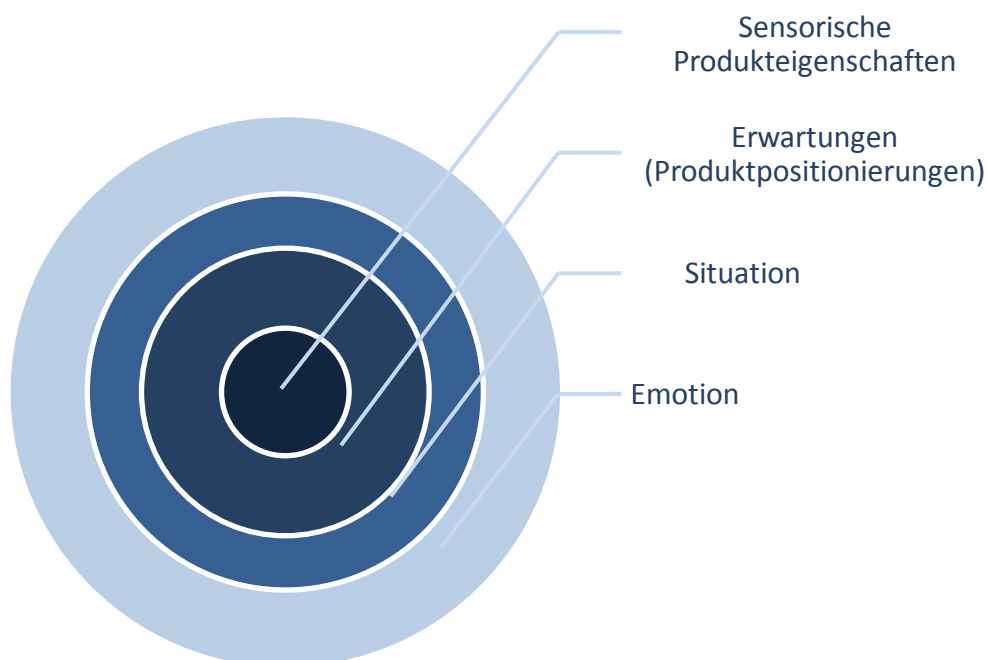 Sensorische
Produkteigenschaften
Erwartungen
(Produktpositionierungen)
Situation
Emotion